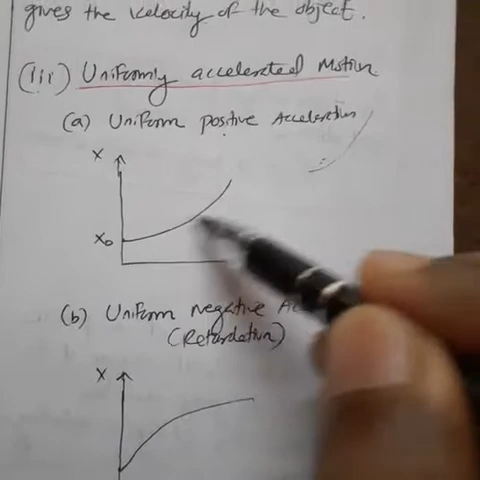 gives the velocity of the object.
(iii) Uniformly accelerated Motion
(a) Uniform positive Acceleration
X
X₀
(b) Uniform negative
(Retardation)
X